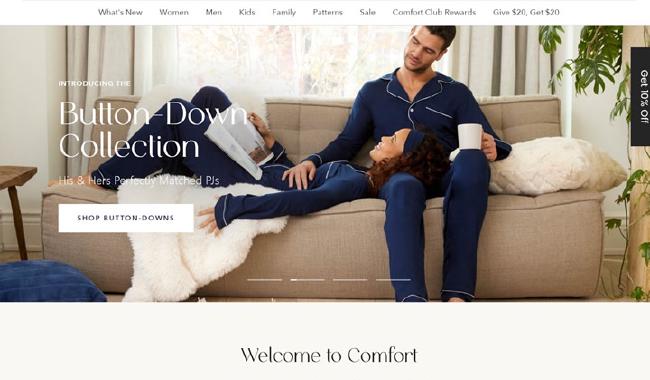 What's New Women Men Kids Family Patterns Sale Comfort Club Rewards Give $20, Get $20
Get 10% Off
INTRODUCING THE
Button-Down
Collection
His & Hers Perfectly Matched PJs
SHOP BUTTON-DOWNS
Welcome to Comfort